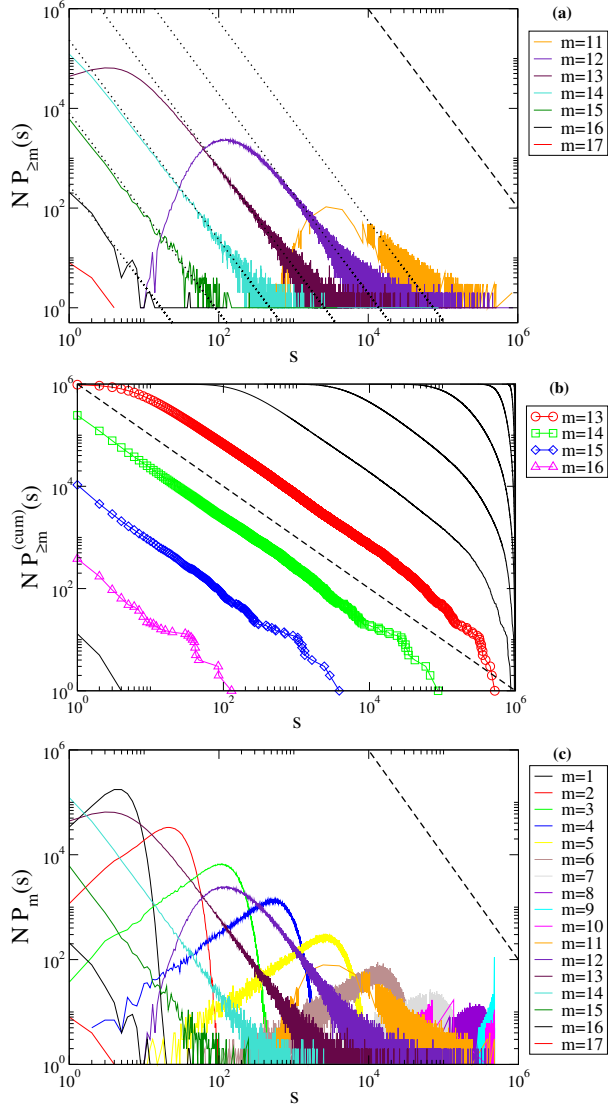 (a)
10^6
10^4
10^2
10^0
N P≥m(s)
10^0
10^2
10^4
10^6
s
m=11
m=12
m=13
m=14
m=15
m=16
m=17
(b)
10^6
10^4
10^2
10^0
N P≥m^(cum)(s)
10^0
10^2
10^4
10^6
s
m=13
m=14
m=15
m=16
(c)
10^6
10^4
10^2
10^0
N Pm(s)
10^0
10^2
10^4
10^6
s
m=1
m=2
m=3
m=4
m=5
m=6
m=7
m=8
m=9
m=10
m=11
m=12
m=13
m=14
m=15
m=16
m=17